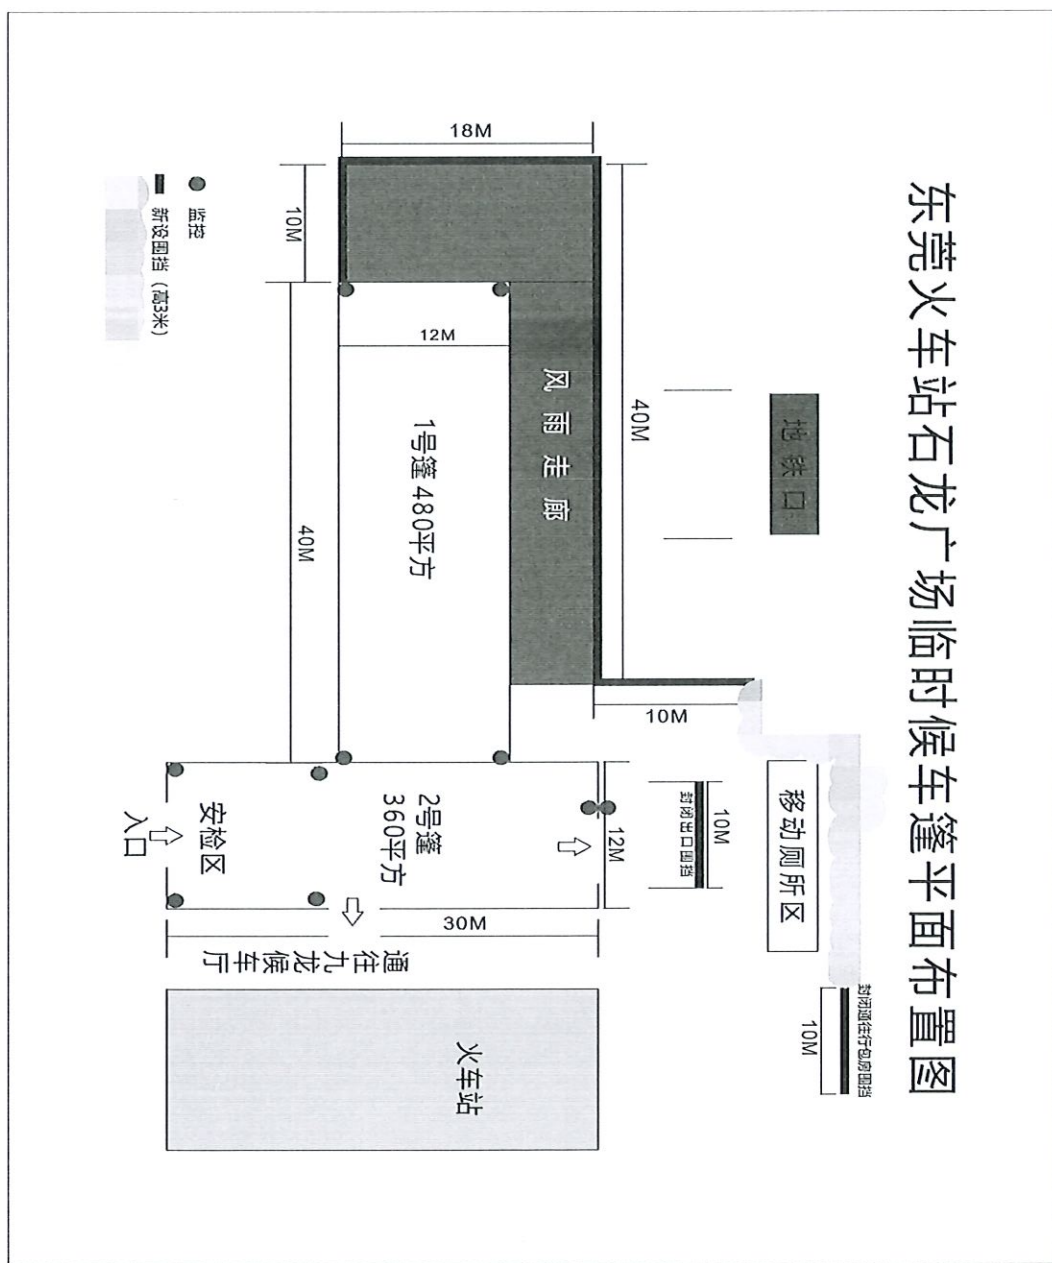 东莞火车站石龙广场临时候车篷平面布置图
封闭通往行包房围挡
10M
地铁口
移动厕所区
10M
封闭出口围挡
40M
10M
12M
风雨走廊
18M
30M
12M
1号篷 480平方
2号篷
360平方
火车站
通往九龙候车厅
安检区
入口
40M
10M
监控
新设围挡（高3米）